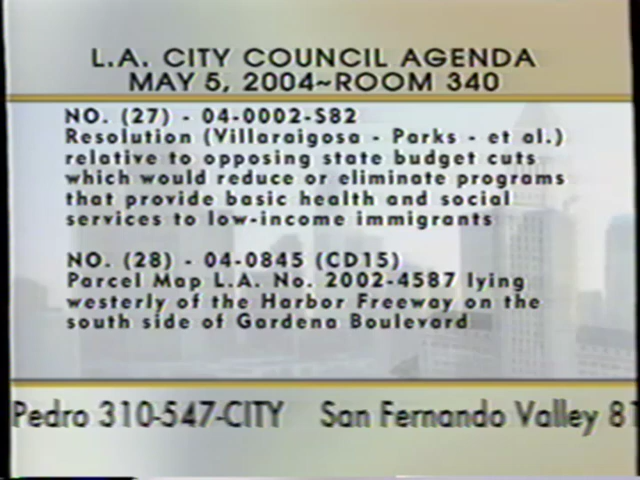 L.A. CITY COUNCIL AGENDA
MAY 5, 2004~ROOM 340
NO. (27) - 04-0002-S82
Resolution (Villaraigosa - Parks - et al.)
relative to opposing state budget cuts
which would reduce or eliminate programs
that provide basic health and social
services to low-income immigrants
NO. (28) - 04-0845 (CD15)
Parcel Map L.A. No. 2002-4587 lying
westerly of the Harbor Freeway on the
south side of Gardena Boulevard
Pedro 310-547-CITY San Fernando Valley 81